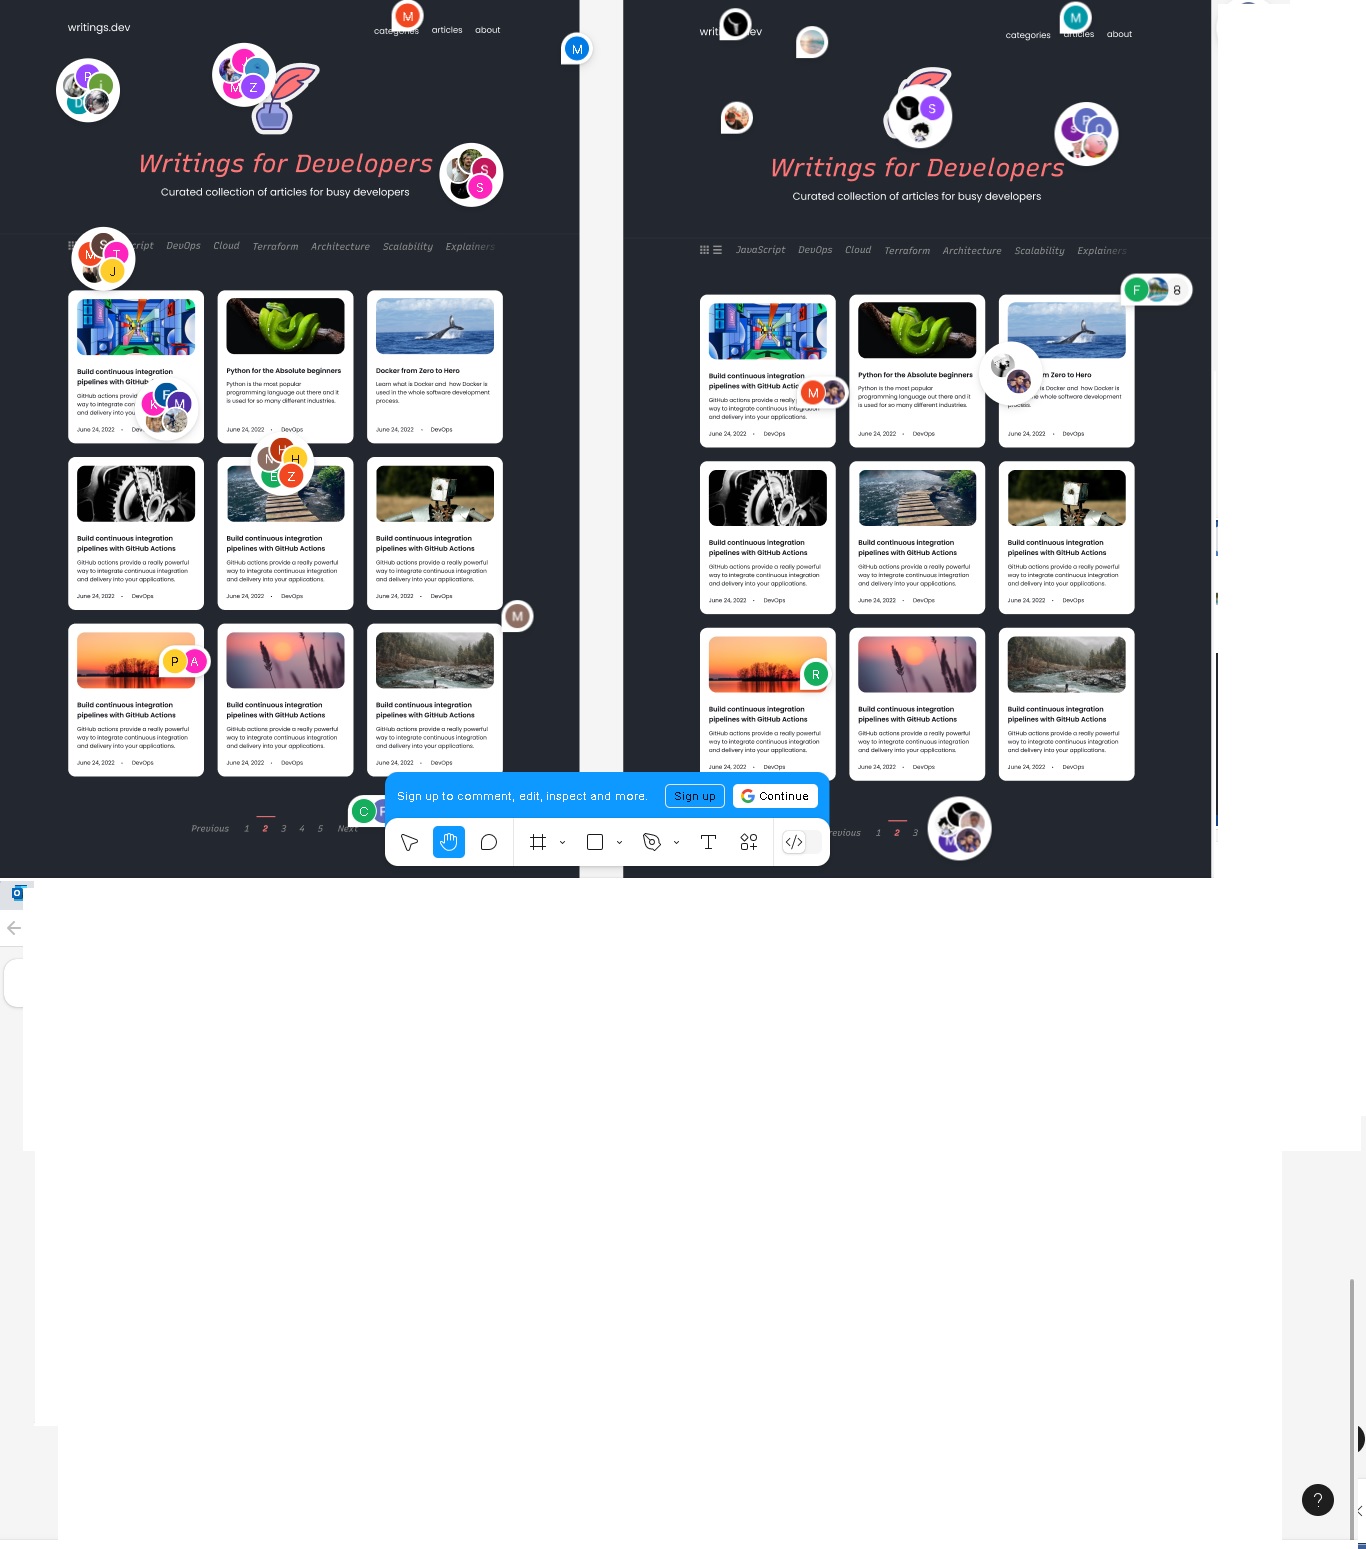 writings.dev
categories articles about
Writings for Developers
Curated collection of articles for busy developers
DevOps Cloud Terraform Architecture Scalability Explainers
Build continuous integration
pipelines with GitHub
GitHub actions provid
way to integrate con
and delivery into you
June 24, 2022 •
Python for the Absolute beginners
Python is the most popular
programming language out there and it
is used for so many different industries.
June 24, 2022 • DevOps
Docker from Zero to Hero
Learn what is Docker and how Docker is
used in the whole software development
process.
June 24, 2022 • DevOps
Build continuous integration
pipelines with GitHub Actions
GitHub actions provide a really powerful
way to integrate continuous integration
and delivery into your applications.
June 24, 2022 • DevOps
Build continuous integration
pipelines with GitHub Actions
GitHub actions provide a really powerful
way to integrate continuous integration
and delivery into your applications.
June 24, 2022 • DevOps
Build continuous integration
pipelines with GitHub Actions
GitHub actions provide a really powerful
way to integrate continuous integration
and delivery into your applications.
June 24, 2022 • DevOps
Build continuous integration
pipelines with GitHub Actions
GitHub actions provide a really powerful
way to integrate continuous integration
and delivery into your applications.
June 24, 2022 • DevOps
Build continuous integration
pipelines with GitHub Actions
GitHub actions provide a really powerful
way to integrate continuous integration
and delivery into your applications.
June 24, 2022 • DevOps
Build continuous integration
pipelines with GitHub Actions
GitHub actions provide a really powerful
way to integrate continuous integration
and delivery into your applications.
June 24, 2022 • DevOps
Previous 1 2 3 4 5 Next
categories articles about
Writings for Developers
Curated collection of articles for busy developers
JavaScript DevOps Cloud Terraform Architecture Scalability Explainers
8
Build continuous integration
pipelines with GitHub Actio
GitHub actions provide a really
way to integrate continuous
and delivery into your applications.
June 24, 2022 • DevOps
Python for the Absolute beginners
Python is the most popular
programming language out there and it
is used for so many different industries.
June 24, 2022 • DevOps
m Zero to Hero
is Docker and how Docker is
whole software development
process.
June 24, 2022 • DevOps
Build continuous integration
pipelines with GitHub Actions
GitHub actions provide a really powerful
way to integrate continuous integration
and delivery into your applications.
June 24, 2022 • DevOps
Build continuous integration
pipelines with GitHub Actions
GitHub actions provide a really powerful
way to integrate continuous integration
and delivery into your applications.
June 24, 2022 • DevOps
Build continuous integration
pipelines with GitHub Actions
GitHub actions provide a really powerful
way to integrate continuous integration
and delivery into your applications.
June 24, 2022 • DevOps
Build continuous integration
pipelines with GitHub Actions
GitHub actions provide a really powerful
way to integrate continuous integration
and delivery into your applications.
June 24, 2022 • DevOps
Build continuous integration
pipelines with GitHub Actions
GitHub actions provide a really powerful
way to integrate continuous integration
and delivery into your applications.
June 24, 2022 • DevOps
Build continuous integration
pipelines with GitHub Actions
GitHub actions provide a really powerful
way to integrate continuous integration
and delivery into your applications.
June 24, 2022 • DevOps
revious 1 2 3
Sign up to comment, edit, inspect and more. Sign up Continue